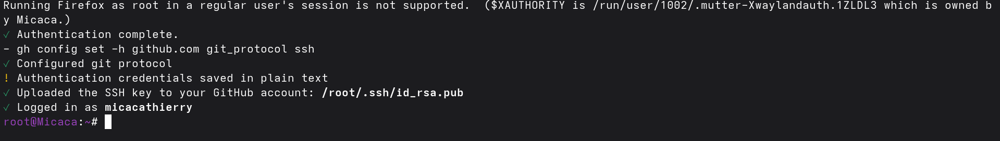 Running Firefox as root in a regular user's session is not supported.  ($XAUTHORITY is /run/user/1002/.mutter-Xwaylandauth.1ZLDL3 which is owned b
y Micaca.)
✓ Authentication complete.
- gh config set -h github.com git_protocol ssh
✓ Configured git protocol
! Authentication credentials saved in plain text
✓ Uploaded the SSH key to your GitHub account: /root/.ssh/id_rsa.pub
✓ Logged in as micacathierry
root@Micaca:~#